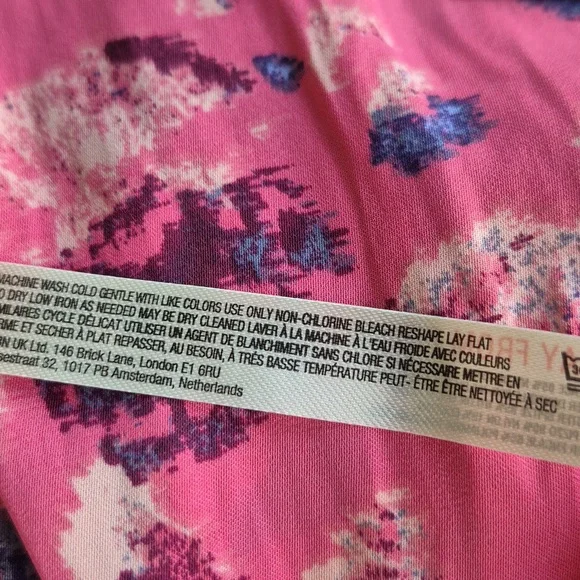 MACHINE WASH COLD GENTLE WITH LIKE COLORS USE ONLY NON-CHLORINE BLEACH RESHAPE LAY FLAT
DRY LOW IRON AS NEEDED MAY BE DRY CLEANED LAVER À LA MACHINE À L'EAU FROIDE AVEC COULEURS
CYCLE DÉLICAT UTILISER UN AGENT DE BLANCHIMENT SANS CHLORE SI NÉCESSAIRE METTRE EN
ET SECHER À PLAT REPASSER, AU BESOIN, À TRÈS BASSE TEMPÉRATURE PEUT- ÊTRE ÊTRE NETTOYÉE À SEC
UK Ltd. 146 Brick Lane, London E1 6RU
32, 1017 PB Amsterdam, Netherlands